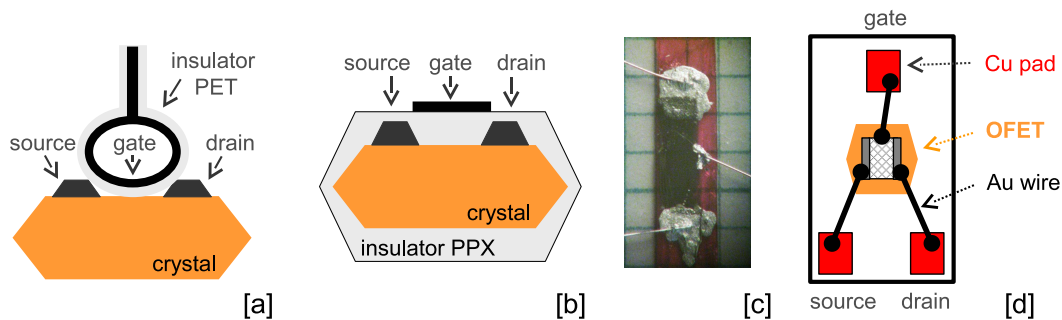 insulator
PET
source
gate
drain
crystal
[a]
source
gate
drain
crystal
insulator PPX
[b]
[c]
gate
Cu pad
OFET
Au wire
source
drain
[d]